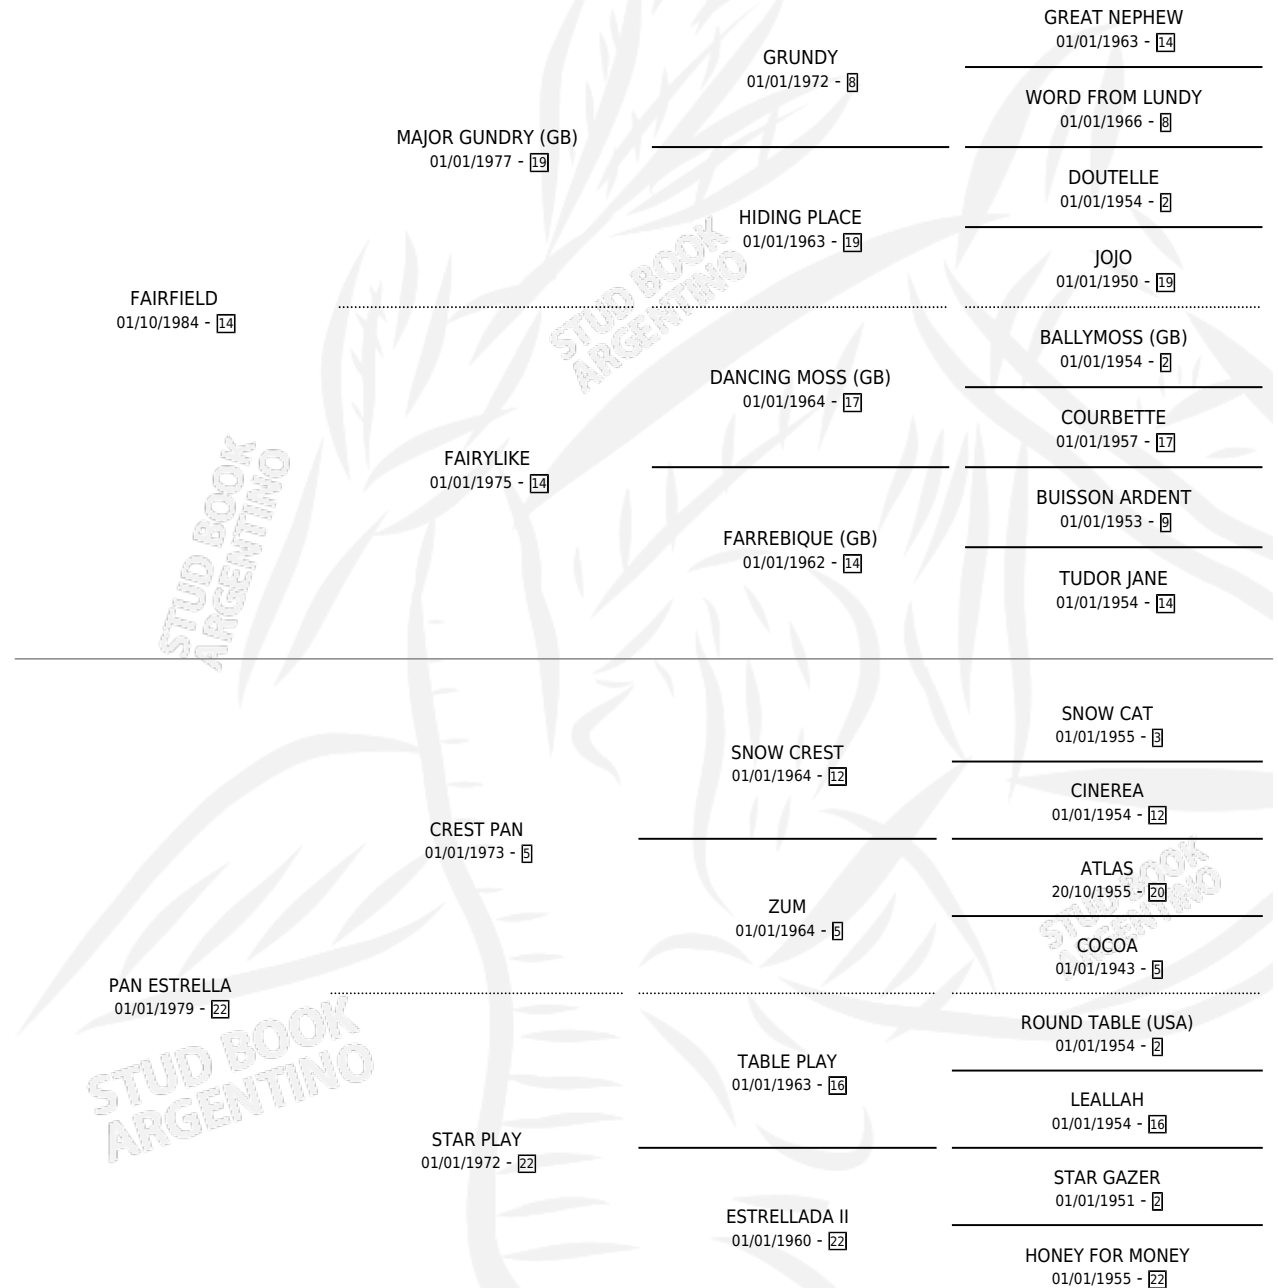 GREAT NEPHEW
01/01/1963 - 14
GRUNDY
01/01/1972 - 8
WORD FROM LUNDY
01/01/1966 - 8
MAJOR GUNDRY (GB)
01/01/1977 - 19
DOUTELLE
01/01/1954 - 2
HIDING PLACE
01/01/1963 - 19
JOJO
01/01/1950 - 19
FAIRFIELD
01/10/1984 - 14
BALLYMOSS (GB)
01/01/1954 - 2
DANCING MOSS (GB)
01/01/1964 - 17
COURBETTE
01/01/1957 - 17
FAIRYLIKE
01/01/1975 - 14
BUISSON ARDENT
01/01/1953 - 9
FARREBIQUE (GB)
01/01/1962 - 14
TUDOR JANE
01/01/1954 - 14
STUD BOOK
ARGENTINO
STUD BOOK
ARGENTINO
SNOW CAT
01/01/1955 - 3
SNOW CREST
01/01/1964 - 12
CINEREA
01/01/1954 - 12
CREST PAN
01/01/1973 - 5
ATLAS
20/10/1955 - 20
ZUM
01/01/1964 - 5
COCOA
01/01/1943 - 5
PAN ESTRELLA
01/01/1979 - 22
ROUND TABLE (USA)
01/01/1954 - 2
TABLE PLAY
01/01/1963 - 16
LEALLAH
01/01/1954 - 16
STAR PLAY
01/01/1972 - 22
STAR GAZER
01/01/1951 - 2
ESTRELLADA II
01/01/1960 - 22
HONEY FOR MONEY
01/01/1955 - 22
STUD BOOK
ARGENTINO
STUD BOOK
ARGENTINO